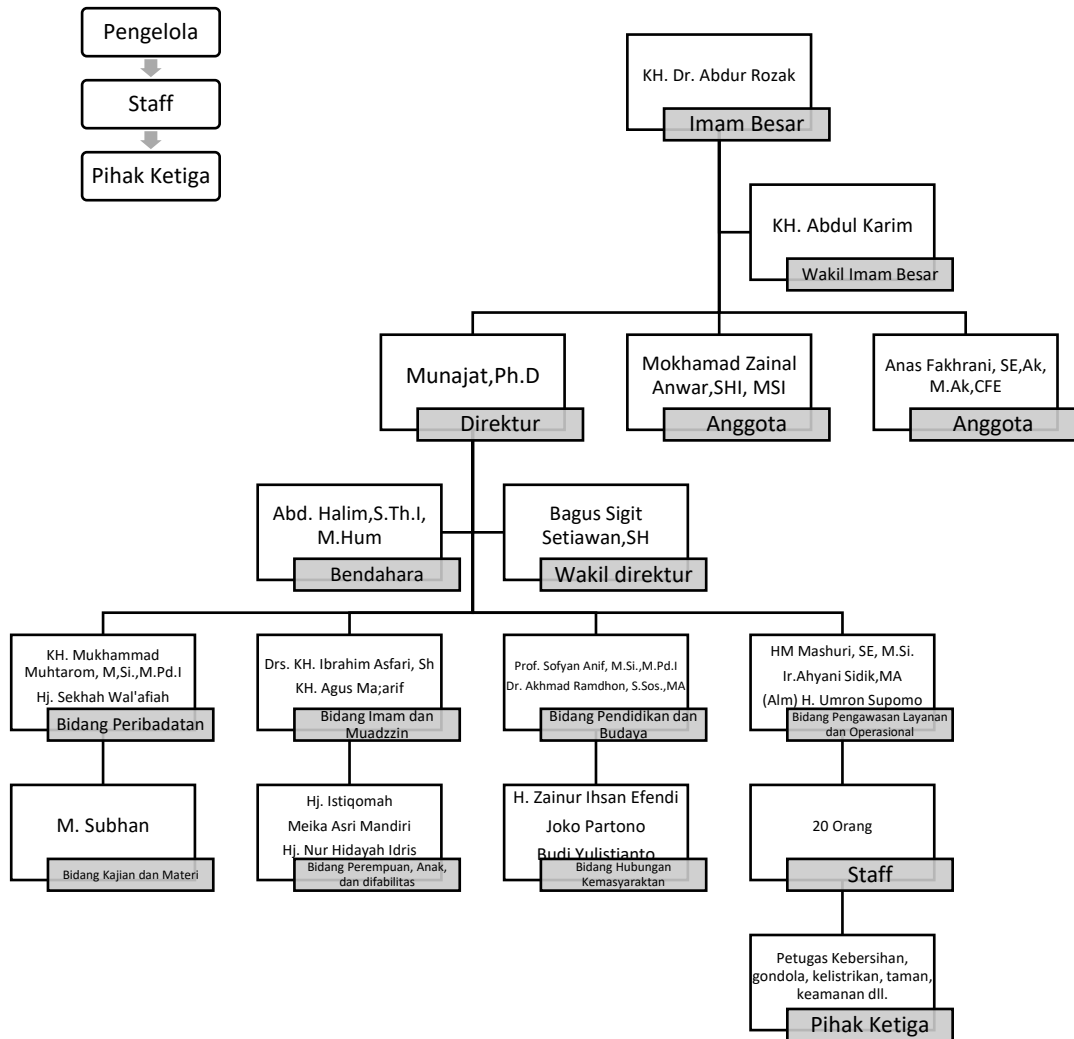 Pengelola
Staff
Pihak Ketiga
KH. Dr. Abdur Rozak
Imam Besar
KH. Abdul Karim
Wakil Imam Besar
Munajat,Ph.D
Direktur
Mokhamad Zainal
Anwar,SHI, MSI
Anggota
Anas Fakhrani, SE,Ak,
M.Ak,CFE
Anggota
Abd. Halim,S.Th.I,
M.Hum
Bendahara
Bagus Sigit
Setiawan,SH
Wakil direktur
KH. Mukhammad
Muhtarom, M,Si.,M.Pd.I
Hj. Sekhah Wal'afiah
Bidang Peribadatan
Drs. KH. Ibrahim Asfari, Sh
KH. Agus Ma;arif
Bidang Imam dan
Muadzzin
Prof. Sofyan Anif, M.Si.,M.Pd.I
Dr. Akhmad Ramdhon, S.Sos.,MA
Bidang Pendidikan dan
Budaya
HM Mashuri, SE, M.Si.
Ir.Ahyani Sidik,MA
(Alm) H. Umron Supomo
Bidang Pengawasan Layanan
dan Operasional
M. Subhan
Bidang Kajian dan Materi
Hj. Istiqomah
Meika Asri Mandiri
Hj. Nur Hidayah Idris
Bidang Perempuan, Anak,
dan difabilitas
H. Zainur Ihsan Efendi
Joko Partono
Budi Yulistianto
Bidang Hubungan
Kemasyaraktan
20 Orang
Staff
Petugas Kebersihan,
gondola, kelistrikan, taman,
keamanan dll.
Pihak Ketiga